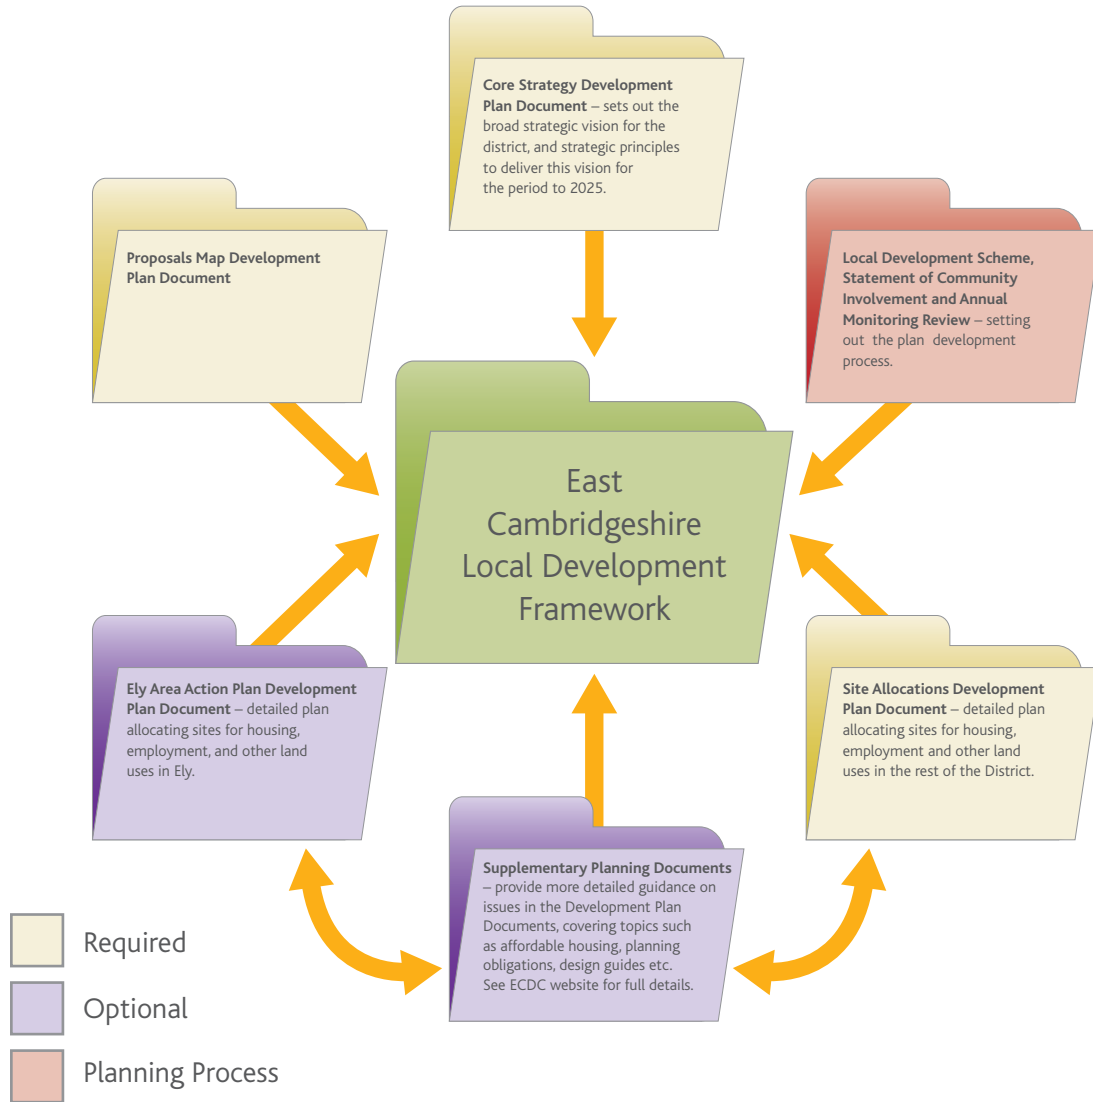 Core Strategy Development
Plan Document – sets out the
broad strategic vision for the
district, and strategic principles
to deliver this vision for
the period to 2025.
Proposals Map Development
Plan Document
Local Development Scheme,
Statement of Community
Involvement and Annual
Monitoring Review – setting
out the plan development
process.
East
Cambridgeshire
Local Development
Framework
Ely Area Action Plan Development
Plan Document – detailed plan
allocating sites for housing,
employment, and other land
uses in Ely.
Site Allocations Development
Plan Document – detailed plan
allocating sites for housing,
employment and other land
uses in the rest of the District.
Supplementary Planning Documents
– provide more detailed guidance on
issues in the Development Plan
Documents, covering topics such
as affordable housing, planning
obligations, design guides etc.
See ECDC website for full details.
Required
Optional
Planning Process